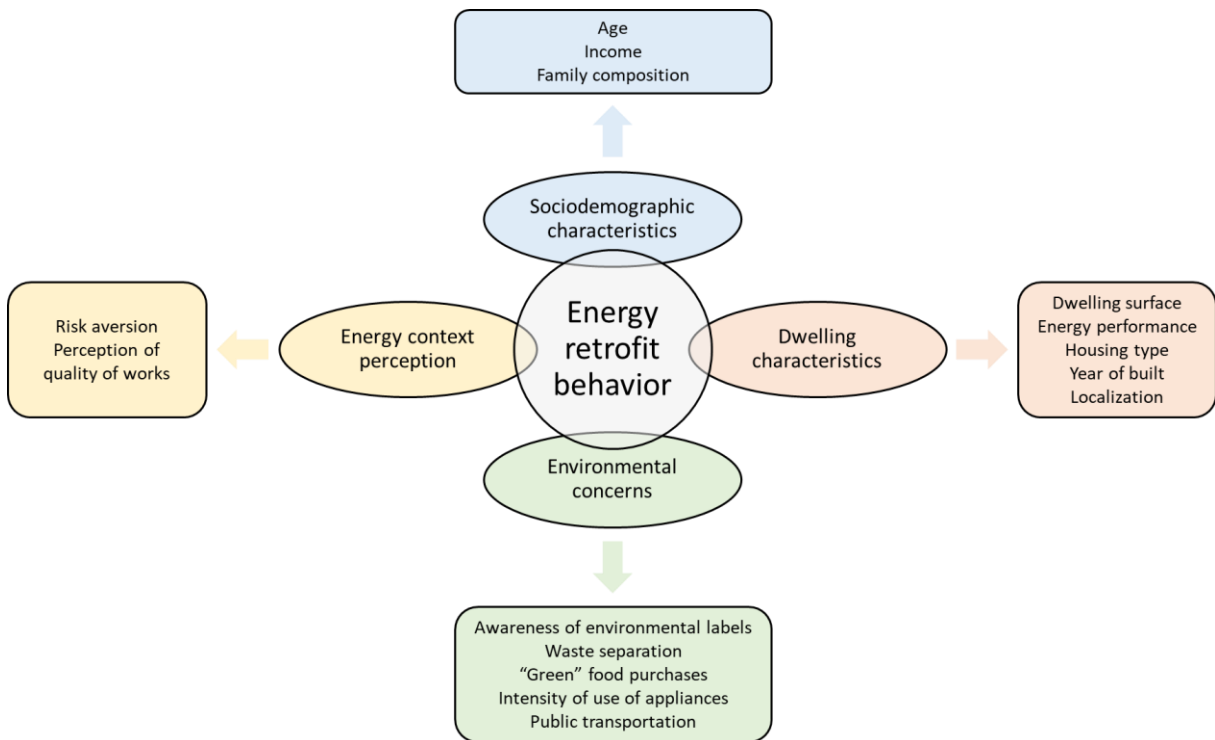 Age
Income
Family composition
Sociodemographic
characteristics
Risk aversion
Perception of
quality of works
Energy context
perception
Energy
retrofit
behavior
Dwelling
characteristics
Dwelling surface
Energy performance
Housing type
Year of built
Localization
Environmental
concerns
Awareness of environmental labels
Waste separation
“Green” food purchases
Intensity of use of appliances
Public transportation